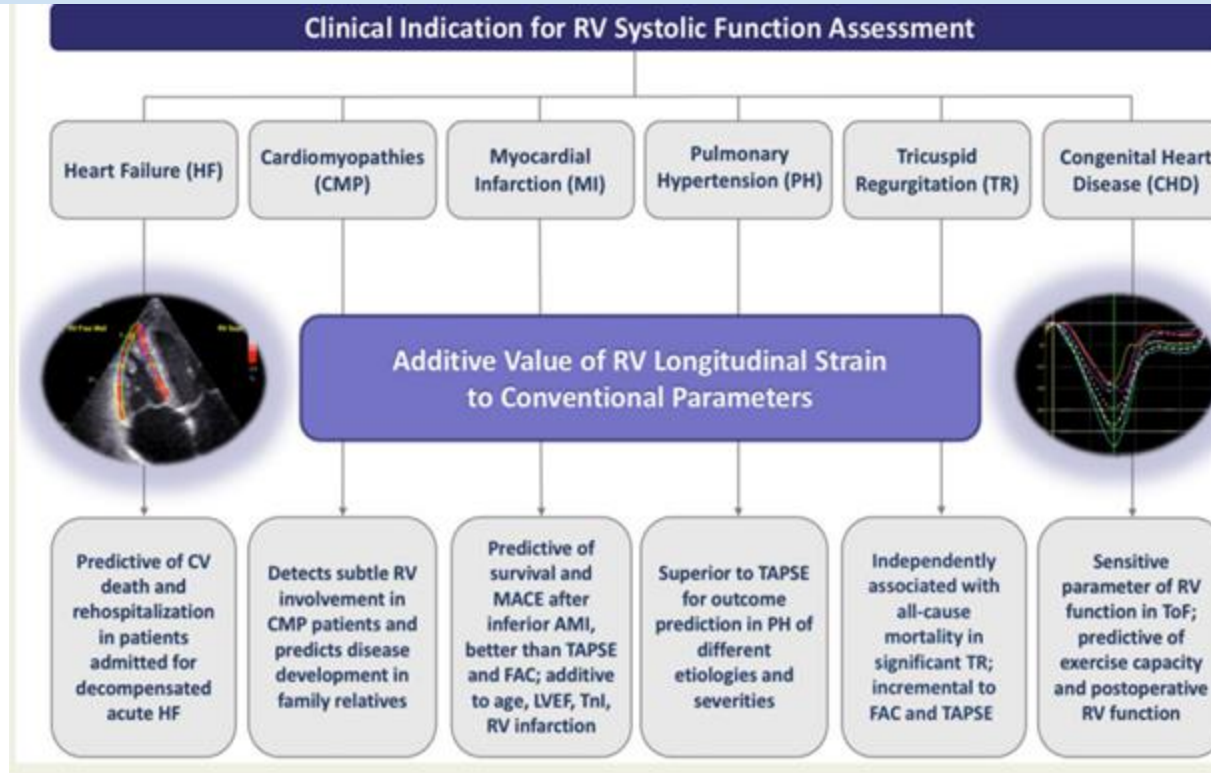 Clinical Indication for RV Systolic Function Assessment
Heart Failure (HF)
Cardiomyopathies
(CMP)
Myocardial
Infarction (MI)
Pulmonary
Hypertension (PH)
Tricuspid
Regurgitation (TR)
Congenital Heart
Disease (CHD)
RV Free Wall
Additive Value of RV Longitudinal Strain
to Conventional Parameters
Predictive of CV
death and
rehospitalization
in patients
admitted for
decompensated
acute HF
Detects subtle RV
involvement in
CMP patients and
predicts disease
development in
family relatives
Predictive of
survival and
MACE after
inferior AMI,
better than TAPSE
and FAC; additive
to age, LVEF, TnI,
RV infarction
Superior to TAPSE
for outcome
prediction in PH of
different
etiologies and
severities
Independently
associated with
all-cause
mortality in
significant TR;
incremental to
FAC and TAPSE
Sensitive
parameter of RV
function in ToF;
predictive of
exercise capacity
and postoperative
RV function